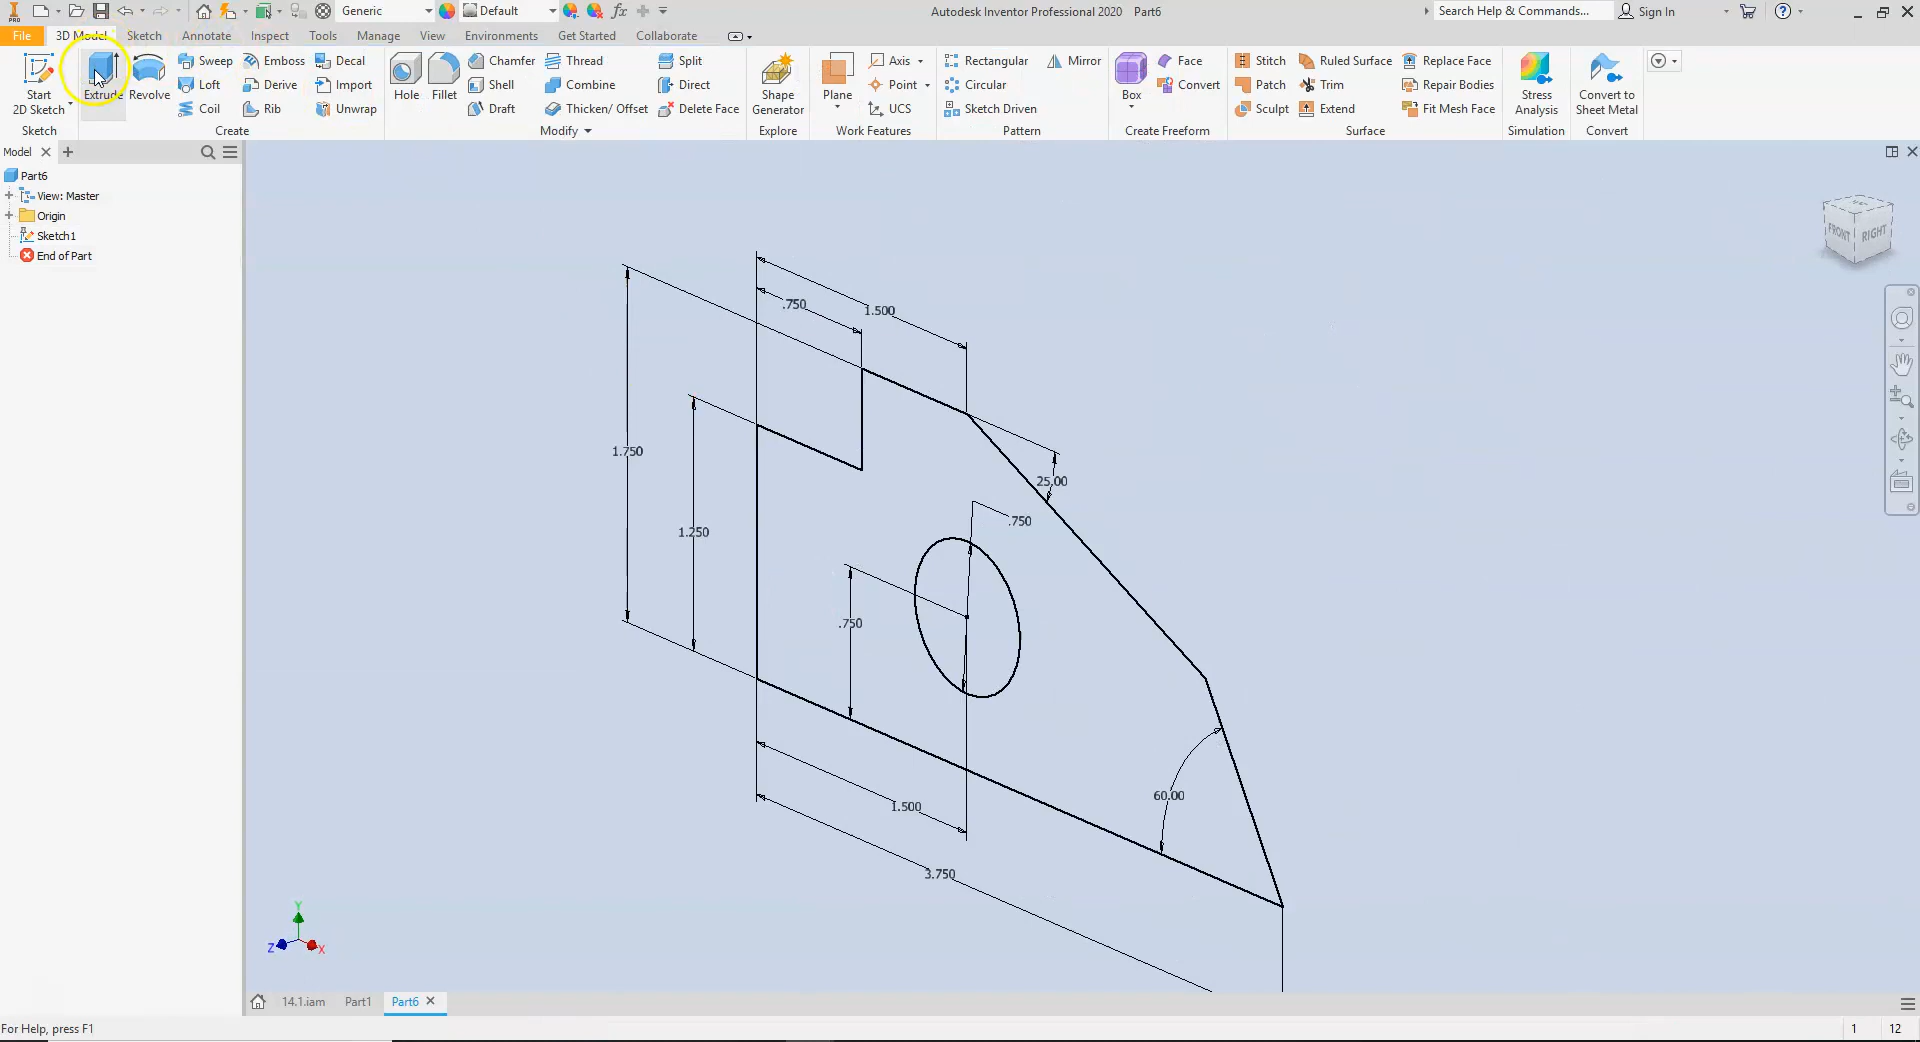 Generic
Default
Autodesk Inventor Professional 2020 Part6
Search Help & Commands...
Sign In
File
3D Model
Sketch
Annotate
Inspect
Tools
Manage
View
Environments
Get Started
Collaborate
Start
2D Sketch
Extrude
Revolve
Sweep
Loft
Coil
Emboss
Derive
Rib
Decal
Import
Unwrap
Hole
Fillet
Chamfer
Shell
Draft
Thread
Combine
Thicken/ Offset
Split
Direct
Delete Face
Shape
Generator
Plane
Axis
Point
UCS
Rectangular
Circular
Sketch Driven
Mirror
Box
Face
Convert
Stitch
Patch
Sculpt
Ruled Surface
Trim
Extend
Replace Face
Repair Bodies
Fit Mesh Face
Stress
Analysis
Convert to
Sheet Metal
Sketch
Create
Modify
Explore
Work Features
Pattern
Create Freeform
Surface
Simulation
Convert
Model
Part6
View: Master
Origin
Sketch1
End of Part
FRONT
RIGHT
.750
1.500
1.750
1.250
25.00
.750
.750
60.00
1.500
3.750
Y
Z
X
14.1.iam
Part1
Part6
For Help, press F1
1
12